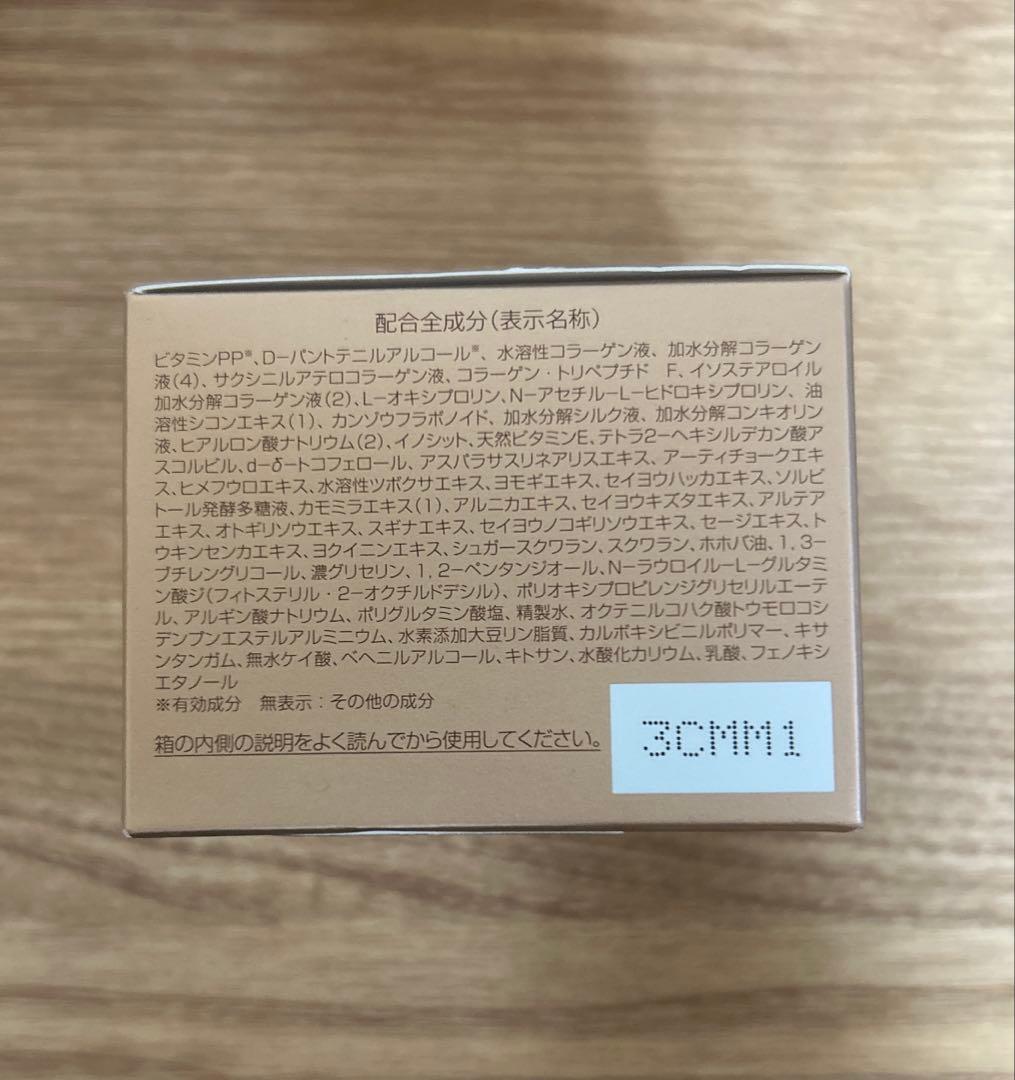 配合全成分(表示名称)
ビタミンPP※、D-パントテニルアルコール※、水溶性コラーゲン液、加水分解コラーゲン
液(4)、サクシニルアテロコラーゲン液、コラーゲン・トリペプチド F、イソステアロイル
加水分解コラーゲン液(2)、L-オキシプロリン、N-アセチル-L-ヒドロキシプロリン、油
溶性シコンエキス(1)、カンゾウフラボノイド、加水分解シルク液、加水分解コンキオリン
液、ヒアルロン酸ナトリウム(2)、イノシット、天然ビタミンE、テトラ2-ヘキシルデカン酸ア
スコルビル、d-δ-トコフェロール、アスパラサスリネアリスエキス、アーティチョークエキ
ス、ヒメフウロエキス、水溶性ツボクサエキス、ヨモギエキス、セイヨウハッカエキス、ソルビ
トール発酵多糖液、カモミラエキス(1)、アルニカエキス、セイヨウキズタエキス、アルテア
エキス、オトギリソウエキス、スギナエキス、セイヨウノコギリソウエキス、セージエキス、ト
ウキンセンカエキス、ヨクイニンエキス、シュガースクワラン、スクワラン、ホホバ油、1,3-
ブチレングリコール、濃グリセリン、1,2-ペンタンジオール、N-ラウロイル-L-グルタミ
ン酸ジ(フィトステリル・2-オクチルドデシル)、ポリオキシプロピレンジグリセリルエーテ
ル、アルギン酸ナトリウム、ポリグルタミン酸塩、精製水、オクテニルコハク酸トウモロコシ
デンプンエステルアルミニウム、水素添加大豆リン脂質、カルボキシビニルポリマー、キサ
ンタンガム、無水ケイ酸、ベヘニルアルコール、キトサン、水酸化カリウム、乳酸、フェノキシ
エタノール
※有効成分 無表示:その他の成分
箱の内側の説明をよく読んでから使用してください。
3CMM1